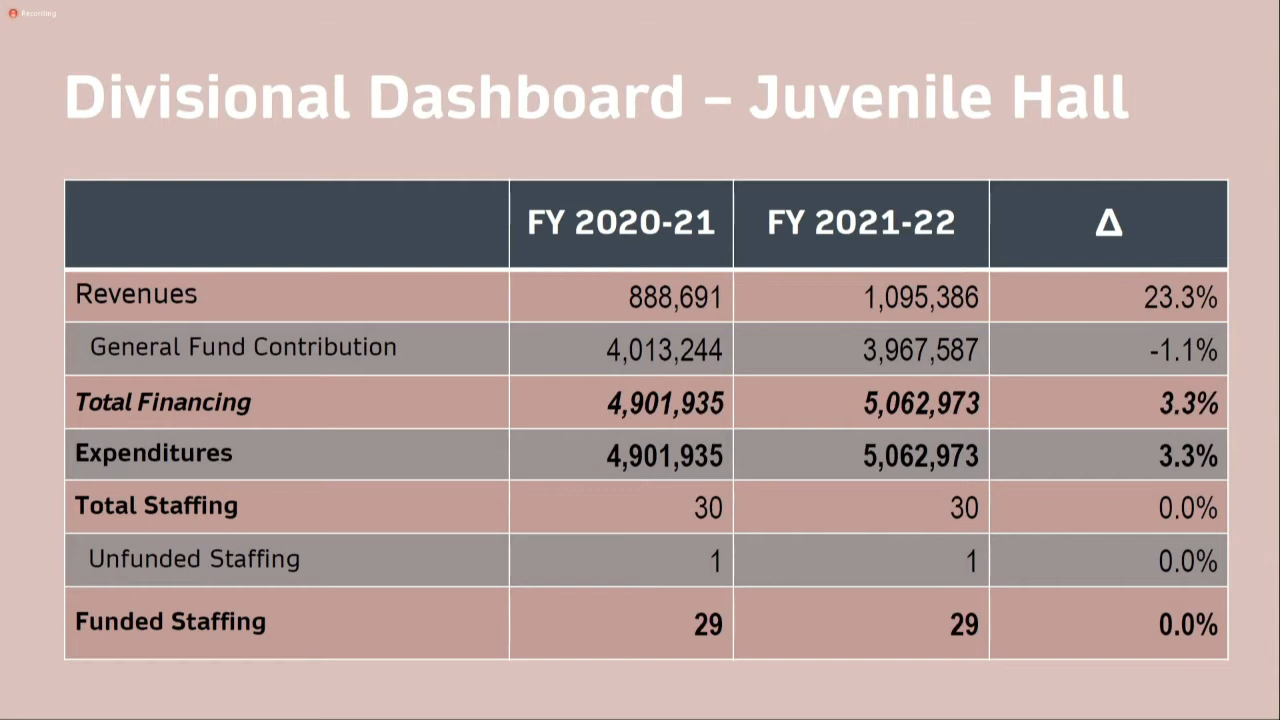 Recording
Divisional Dashboard – Juvenile Hall
FY 2020-21 FY 2021-22 Δ
Revenues 888,691 1,095,386 23.3%
General Fund Contribution 4,013,244 3,967,587 -1.1%
Total Financing 4,901,935 5,062,973 3.3%
Expenditures 4,901,935 5,062,973 3.3%
Total Staffing 30 30 0.0%
Unfunded Staffing 1 1 0.0%
Funded Staffing 29 29 0.0%